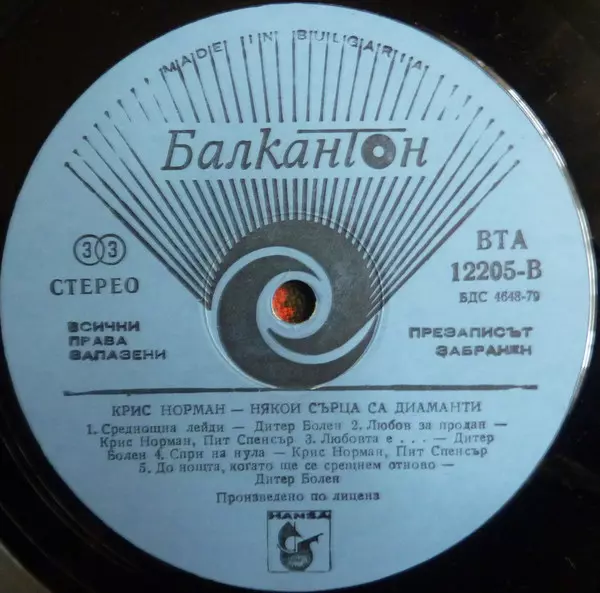 MADE IN BULGARIA
Балкантон
33
СТЕРЕО
ВСИЧКИ
ПРАВА
ЗАПАЗЕНИ
ВТА
12205-В
БДС 4648-79
ПРЕЗАПИСЪТ
ЗАБРАНЕН
КРИС НОРМАН — НЯКОИ СЪРЦА СА ДИАМАНТИ
1. Среднощна лейди — Дитер Болен 2. Любов за продан —
Крис Норман, Пит Спенсър 3. Любовта е . . . — Дитер
Болен 4. Спри на нула — Крис Норман, Пит Спенсър
5. До нощта, когато ще се срещнем отново —
Дитер Болен
Произведено по лиценз
HANSA